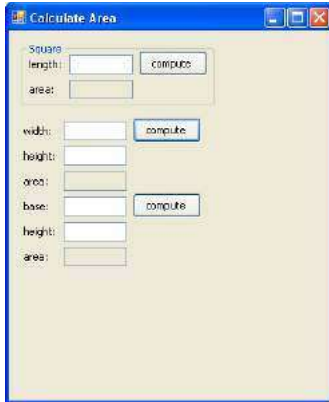 Calculate Area
Square
length: compute
area:
width: compute
height:
area:
base: compute
height:
area: